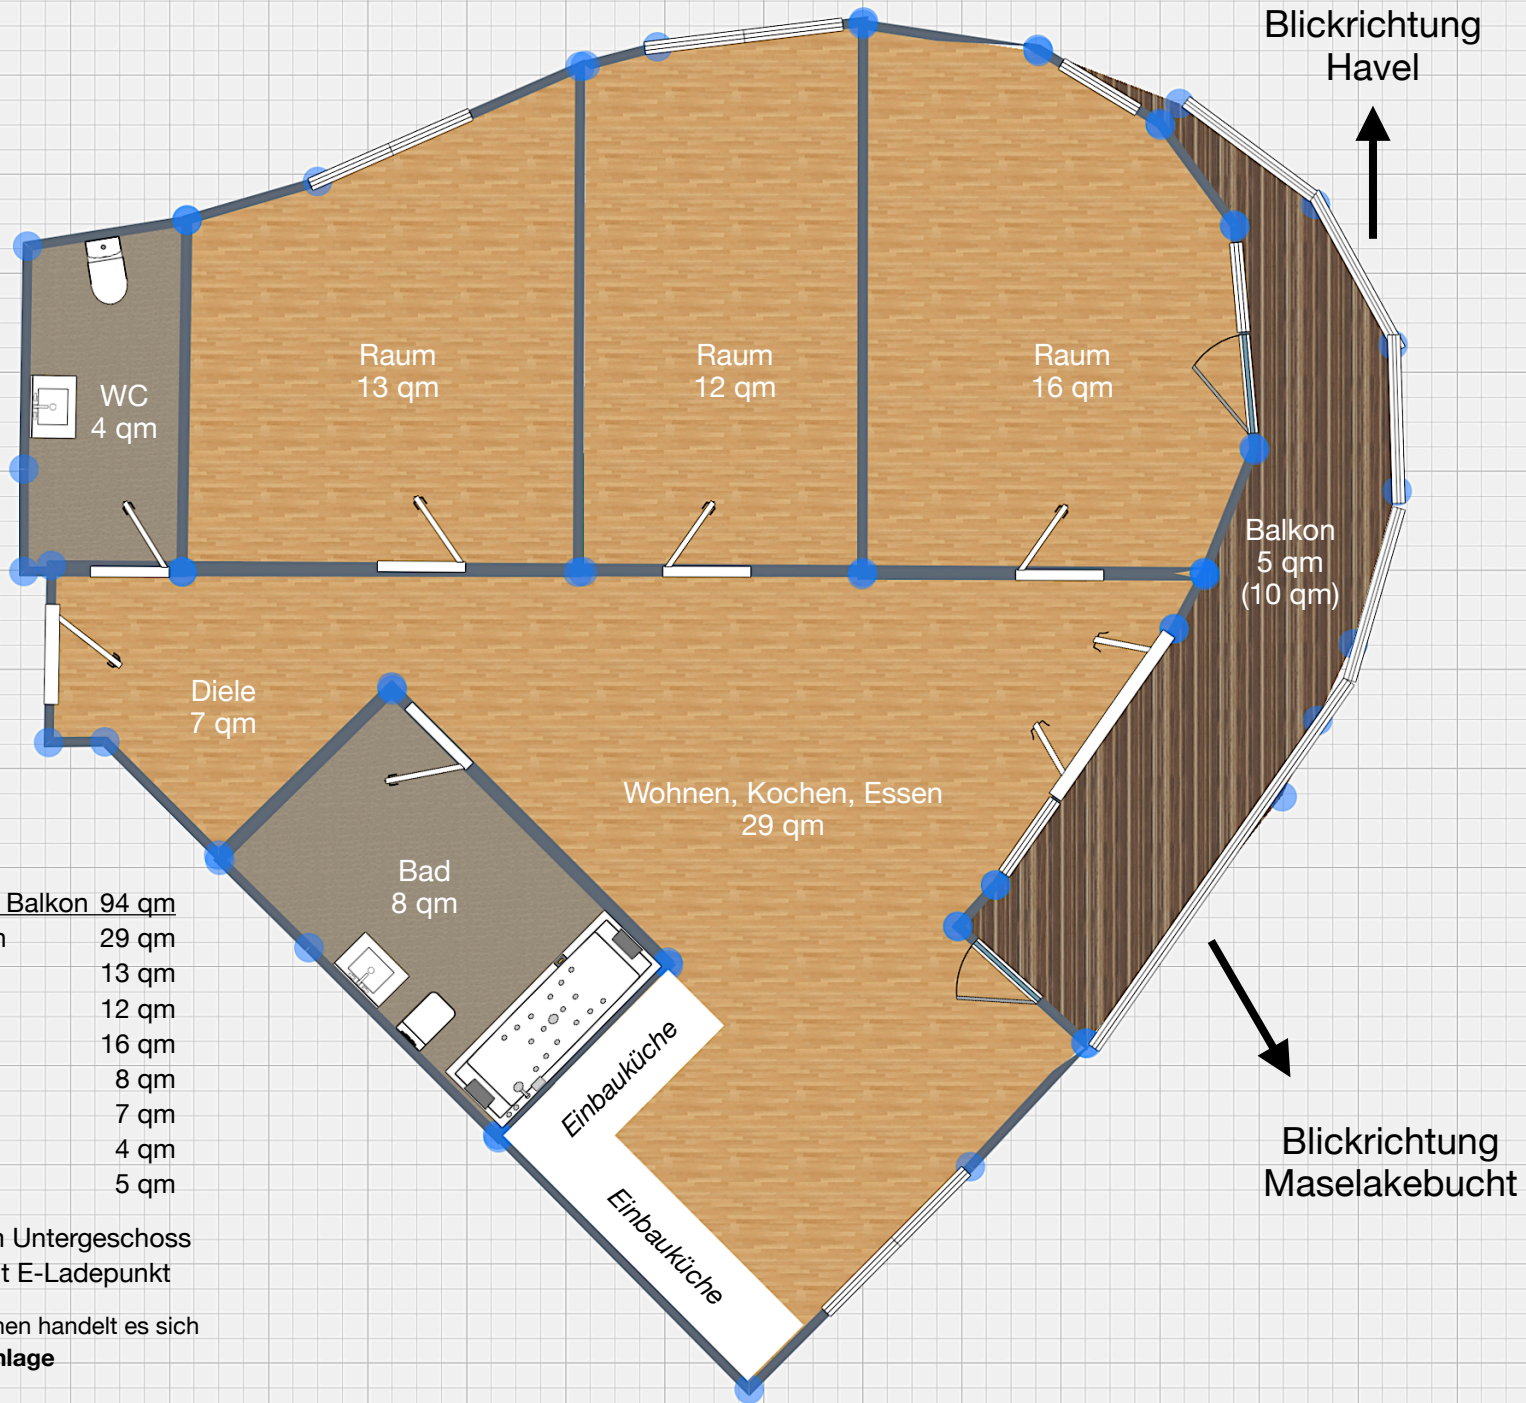 Blickrichtung
Havel
Raum
13 qm
Raum
12 qm
Raum
16 qm
WC
4 qm
Balkon
5 qm
(10 qm)
Diele
7 qm
Wohnen, Kochen, Essen
29 qm
Bad
8 qm
Balkon 94 qm
29 qm
13 qm
12 qm
16 qm
8 qm
7 qm
4 qm
5 qm
Untergeschoss
E-Ladepunkt
handelt es sich
Einbauküche
Einbauküche
Blickrichtung
Maselakebucht